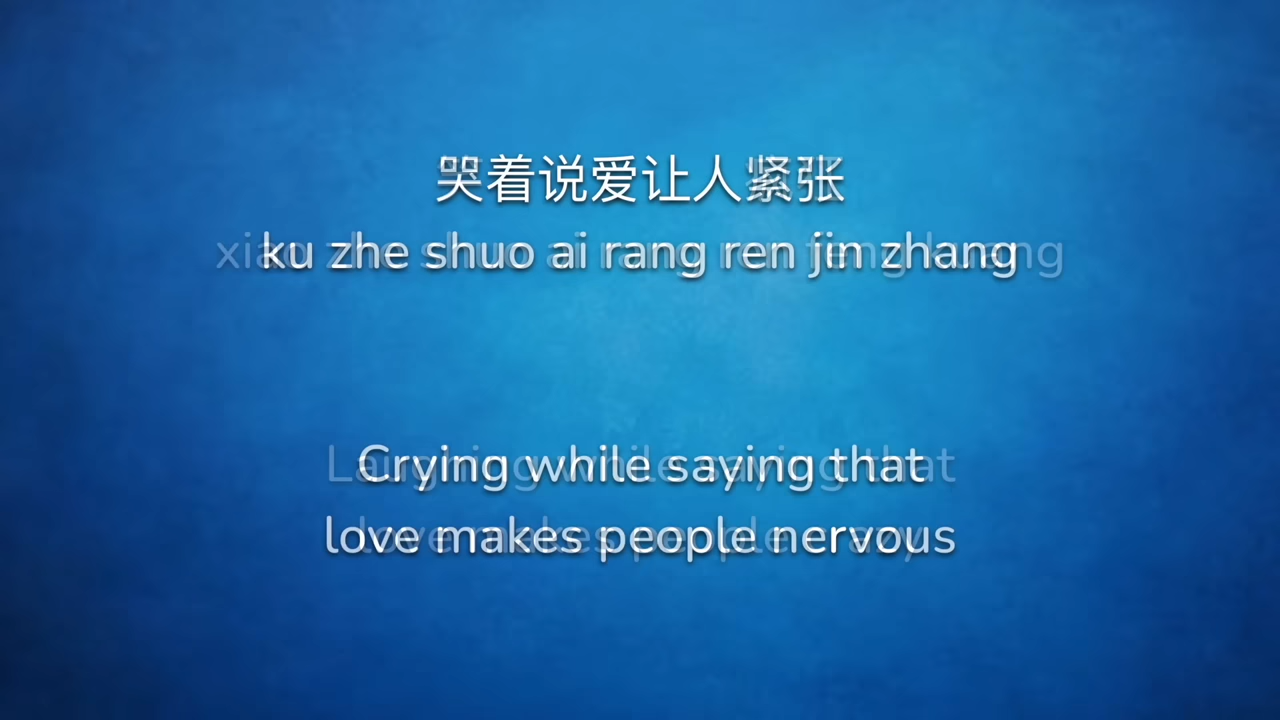 哭着说爱让人紧张
ku zhe shuo ai rang ren jin zhang
Crying while saying that
love makes people nervous